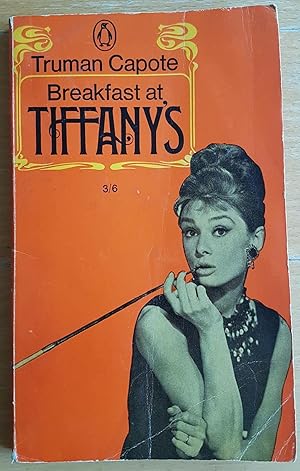 Truman Capote
Breakfast at
TIFFANY'S
3/6